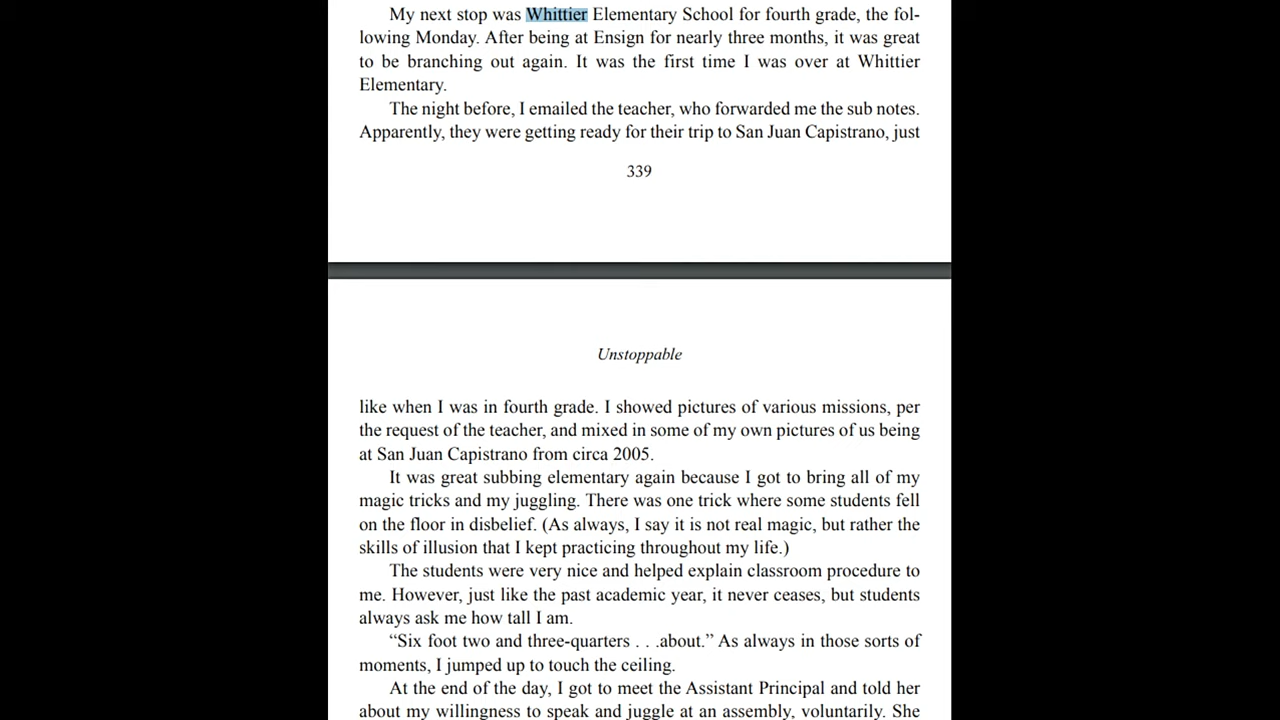 My next stop was Whittier Elementary School for fourth grade, the fol-
lowing Monday. After being at Ensign for nearly three months, it was great
to be branching out again. It was the first time I was over at Whittier
Elementary.
The night before, I emailed the teacher, who forwarded me the sub notes.
Apparently, they were getting ready for their trip to San Juan Capistrano, just
339
Unstoppable
like when I was in fourth grade. I showed pictures of various missions, per
the request of the teacher, and mixed in some of my own pictures of us being
at San Juan Capistrano from circa 2005.
It was great subbing elementary again because I got to bring all of my
magic tricks and my juggling. There was one trick where some students fell
on the floor in disbelief. (As always, I say it is not real magic, but rather the
skills of illusion that I kept practicing throughout my life.)
The students were very nice and helped explain classroom procedure to
me. However, just like the past academic year, it never ceases, but students
always ask me how tall I am.
“Six foot two and three-quarters . . .about.” As always in those sorts of
moments, I jumped up to touch the ceiling.
At the end of the day, I got to meet the Assistant Principal and told her
about my willingness to speak and juggle at an assembly, voluntarily. She